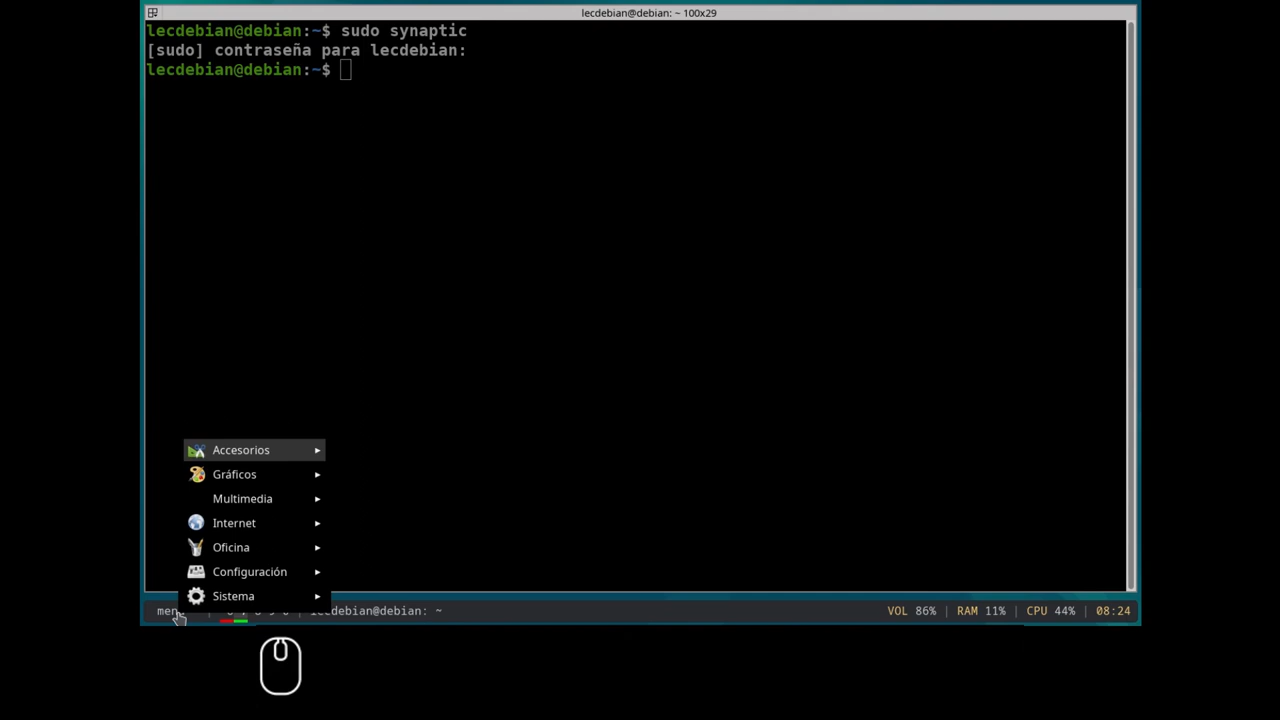 lecdebian@debian: ~ 100x29
lecdebian@debian:~$ sudo synaptic
[sudo] contraseña para lecdebian:
lecdebian@debian:~$
Accesorios
Gráficos
Multimedia
Internet
Oficina
Configuración
Sistema
lecdebian@debian: ~
VOL 86% | RAM 11% | CPU 44% | 08:24